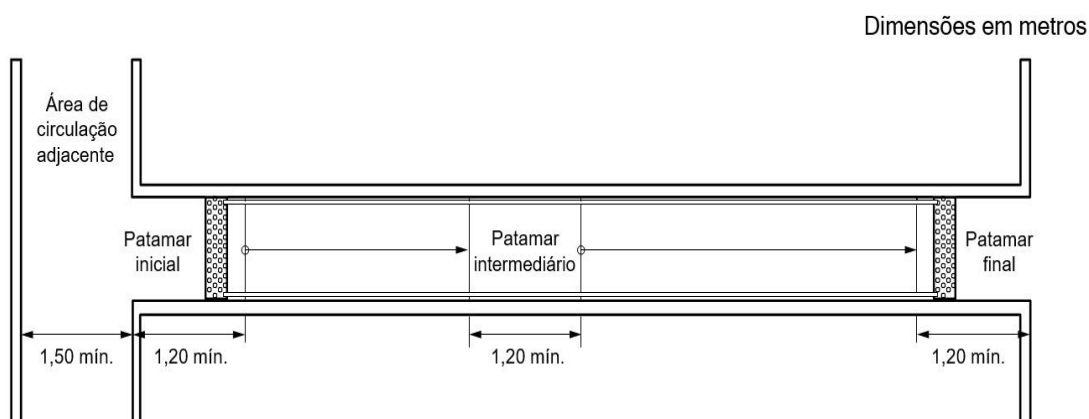 Dimensões em metros
Área de
circulação
adjacente
Patamar
inicial
Patamar
intermediário
Patamar
final
1,50 mín.
1,20 mín.
1,20 mín.
1,20 mín.